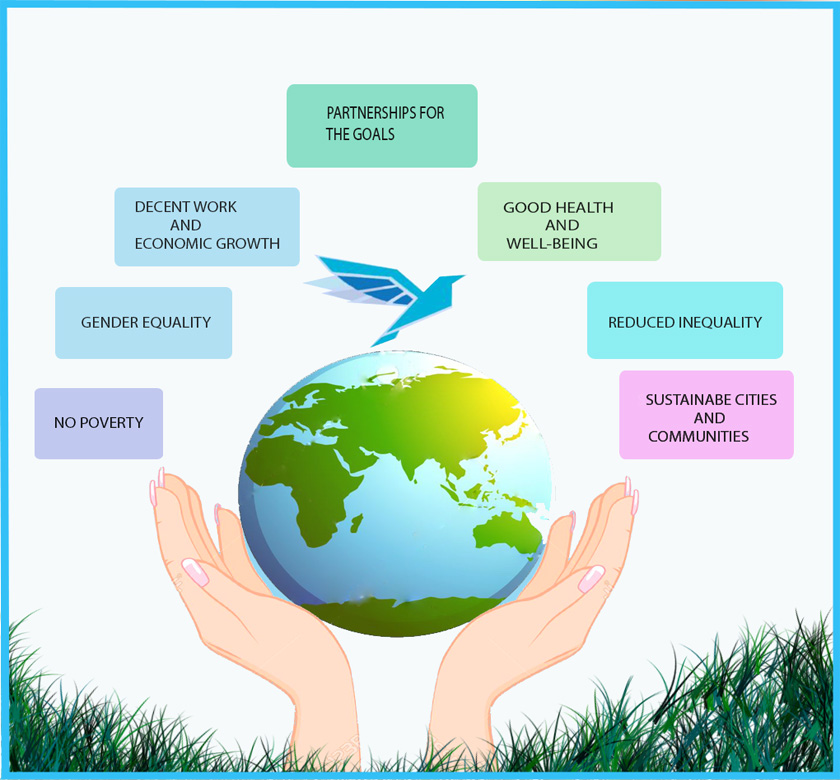 PARTNERSHIPS FOR
THE GOALS
DECENT WORK
AND
ECONOMIC GROWTH
GOOD HEALTH
AND
WELL-BEING
GENDER EQUALITY
REDUCED INEQUALITY
NO POVERTY
SUSTAINABE CITIES
AND
COMMUNITIES